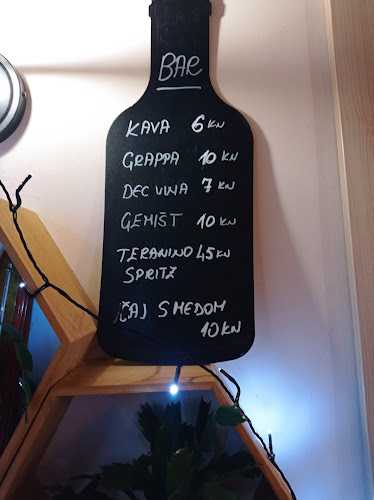 BAR
KAVA 6 KN
GRAPPA 10 KN
DEC VINA 7 KN
GEMIŠT 10 KN
TERANINO 45 KN
SPRITZ
ČAJ S MEDOM
10 KN